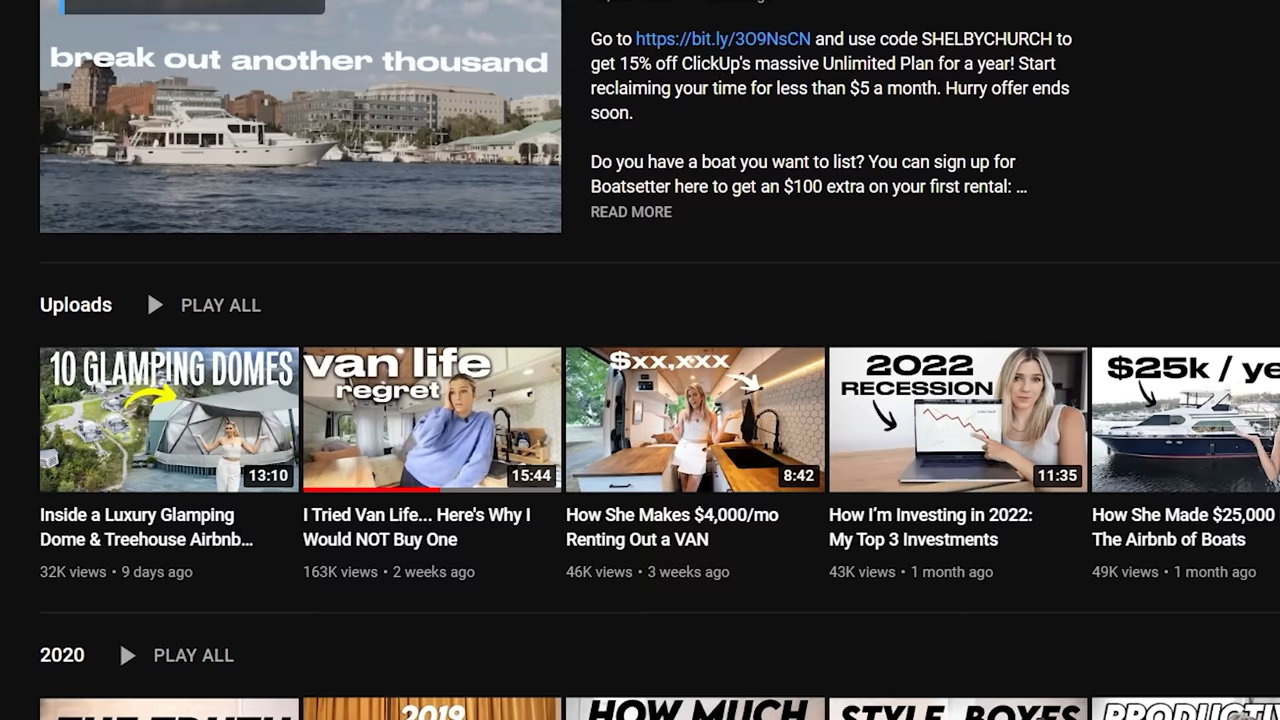 break out another thousand
Go to https://bit.ly/3O9NsCN and use code SHELBYCHURCH to
get 15% off ClickUp's massive Unlimited Plan for a year! Start
reclaiming your time for less than $5 a month. Hurry offer ends
soon.
Do you have a boat you want to list? You can sign up for
Boatsetter here to get an $100 extra on your first rental: ...
READ MORE
Uploads
PLAY ALL
10 GLAMPING DOMES
13:10
van life
regret
15:44
$xx,xxx
8:42
2022
RECESSION
11:35
$25k / ye
Inside a Luxury Glamping
Dome & Treehouse Airbnb...
32K views • 9 days ago
I Tried Van Life... Here's Why I
Would NOT Buy One
163K views • 2 weeks ago
How She Makes $4,000/mo
Renting Out a VAN
46K views • 3 weeks ago
How I'm Investing in 2022:
My Top 3 Investments
43K views • 1 month ago
How She Made $25,000
The Airbnb of Boats
49K views • 1 month ago
2020
PLAY ALL
THE TRUTH
2019
HOW MUCH
STYLE BOXES
PRODUCTIV